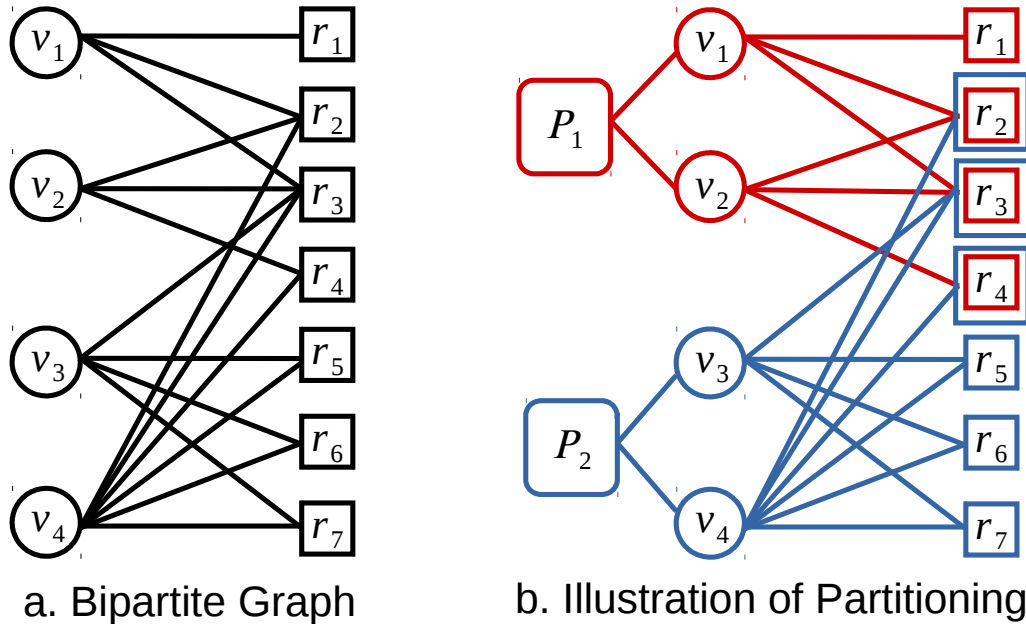 v1
r1
r2
v2
r3
r4
v3
r5
r6
v4
r7
a. Bipartite Graph
v1
r1
P1
r2
v2
r3
r4
v3
r5
P2
r6
v4
r7
b. Illustration of Partitioning